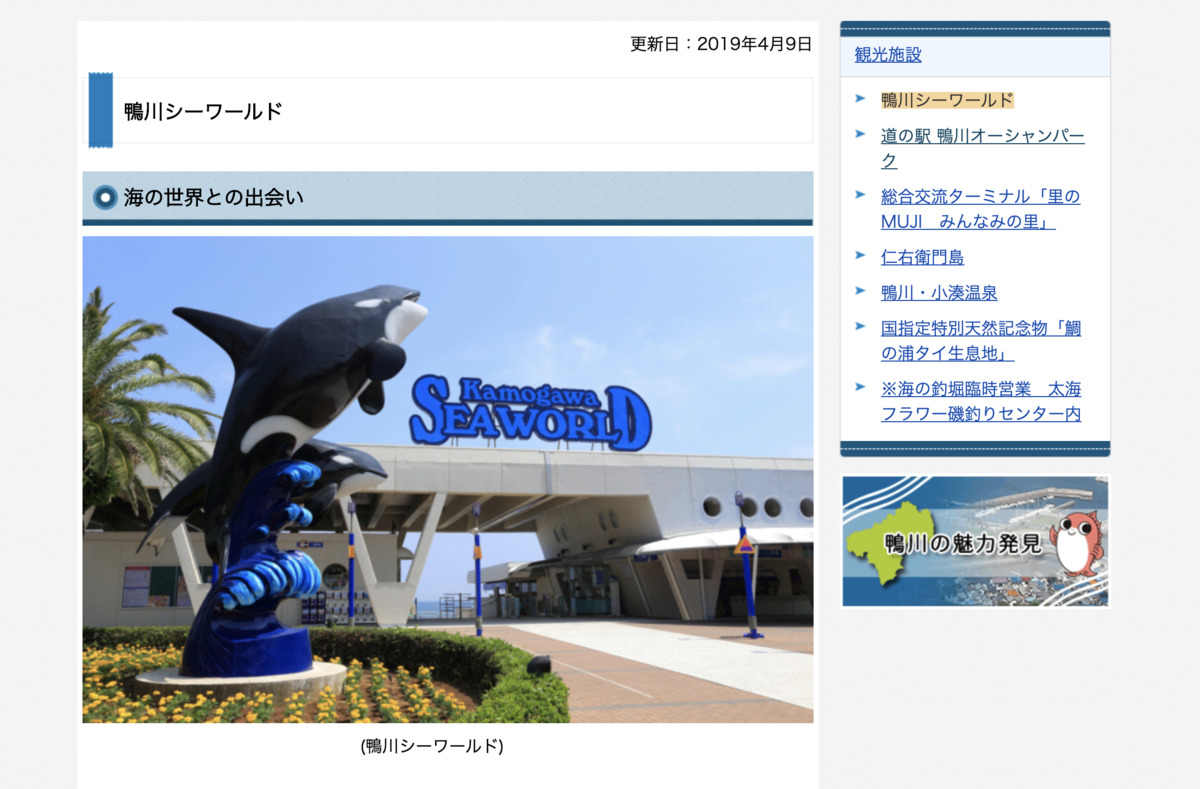 更新日：2019年4月9日
鴨川シーワールド
海の世界との出会い
Kamogawa
SEAWORLD
(鴨川シーワールド)
観光施設
鴨川シーワールド
道の駅 鴨川オーシャンパー
ク
総合交流ターミナル「里の
MUJI　みんなみの里」
仁右衛門島
鴨川・小湊温泉
国指定特別天然記念物「鯛
の浦タイ生息地」
※海の釣堀臨時営業　太海
フラワー磯釣りセンター内
鴨川の魅力発見